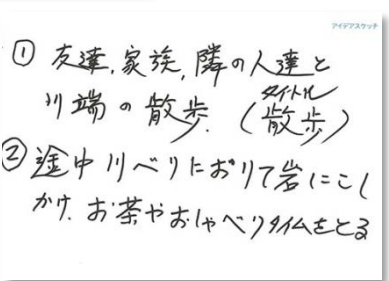 アイデアスケッチ
① 友達,家族,隣の人達と
川端の散歩. (散歩)
タイトル
② 途中川べりにおりて岩にこし
かけ.お茶やおしゃべりタイムをとる